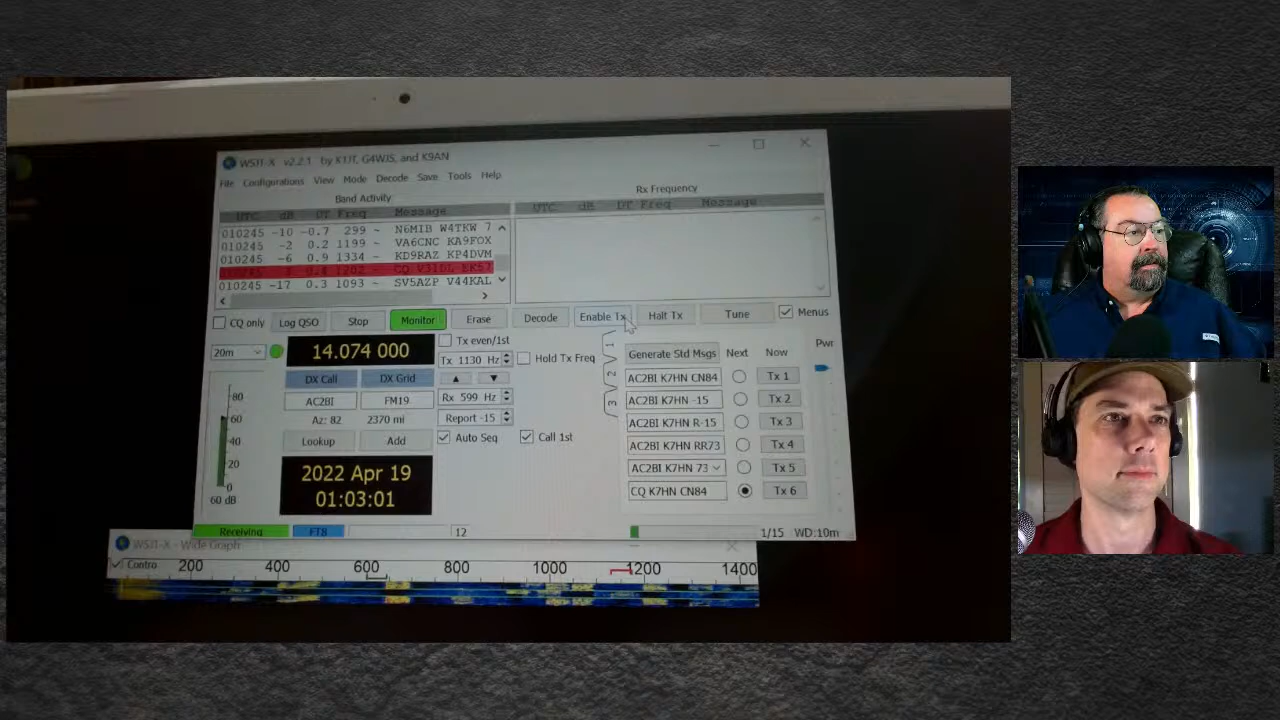 WSJT-X v2.2.1 by K1JT, G4WJS, and K9AN
File Configurations View Mode Decode Save Tools Help
Band Activity
Rx Frequency
UTC dB DT Freq Message
UTC dB DT Freq Message
010245 -10 -0.7 299 ~ N6MIB W4TKW 7
010245 -2 0.2 1199 ~ VA6CNC KA9FOX
010245 -6 0.9 1334 ~ KD9RAZ KP4DVM
CQ V31DL EK57
010245 -17 0.3 1093 ~ SV5AZP V44KAL
CQ only Log QSO Stop Monitor Erase Decode Enable Tx Halt Tx Tune Menus
20m
14.074 000
Tx even/1st
Tx 1130 Hz
Hold Tx Freq
Rx 599 Hz
Report -15
Auto Seq
Call 1st
DX Call DX Grid
AC2BI FM19
Az: 82 2370 mi
Lookup Add
2022 Apr 19
01:03:01
80
60
40
20
0
60 dB
1
2
3
Generate Std Msgs Next Now
Pwr
AC2BI K7HN CN84 Tx 1
AC2BI K7HN -15 Tx 2
AC2BI K7HN R-15 Tx 3
AC2BI K7HN RR73 Tx 4
AC2BI K7HN 73 Tx 5
CQ K7HN CN84 Tx 6
Receiving FT8 12 1/15 WD:10m
WSJT-X - Wide Graph
Contro 200 400 600 800 1000 1200 1400